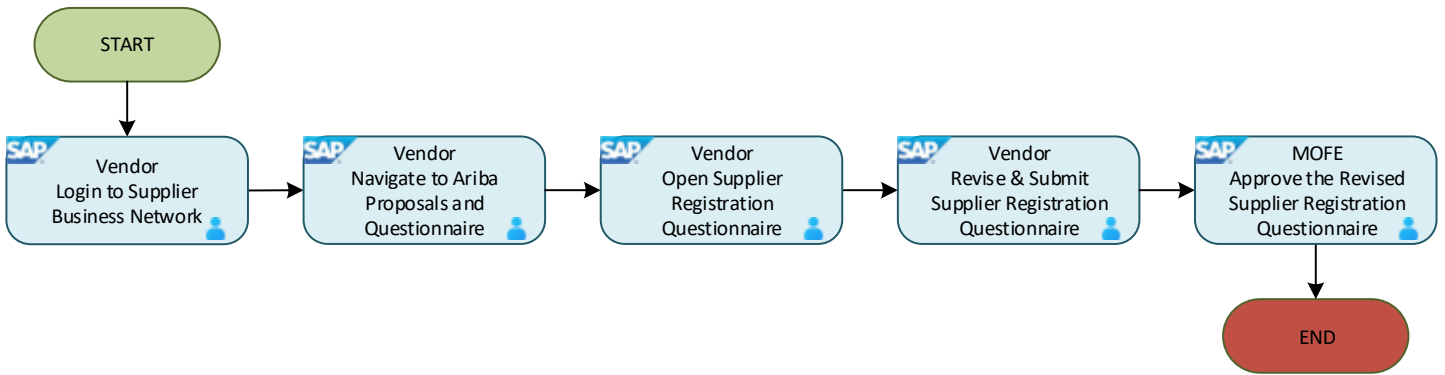 START
SAP
Vendor
Login to Supplier
Business Network
SAP
Vendor
Navigate to Ariba
Proposals and
Questionnaire
SAP
Vendor
Open Supplier
Registration
Questionnaire
SAP
Vendor
Revise & Submit
Supplier Registration
Questionnaire
SAP
MOFE
Approve the Revised
Supplier Registration
Questionnaire
END